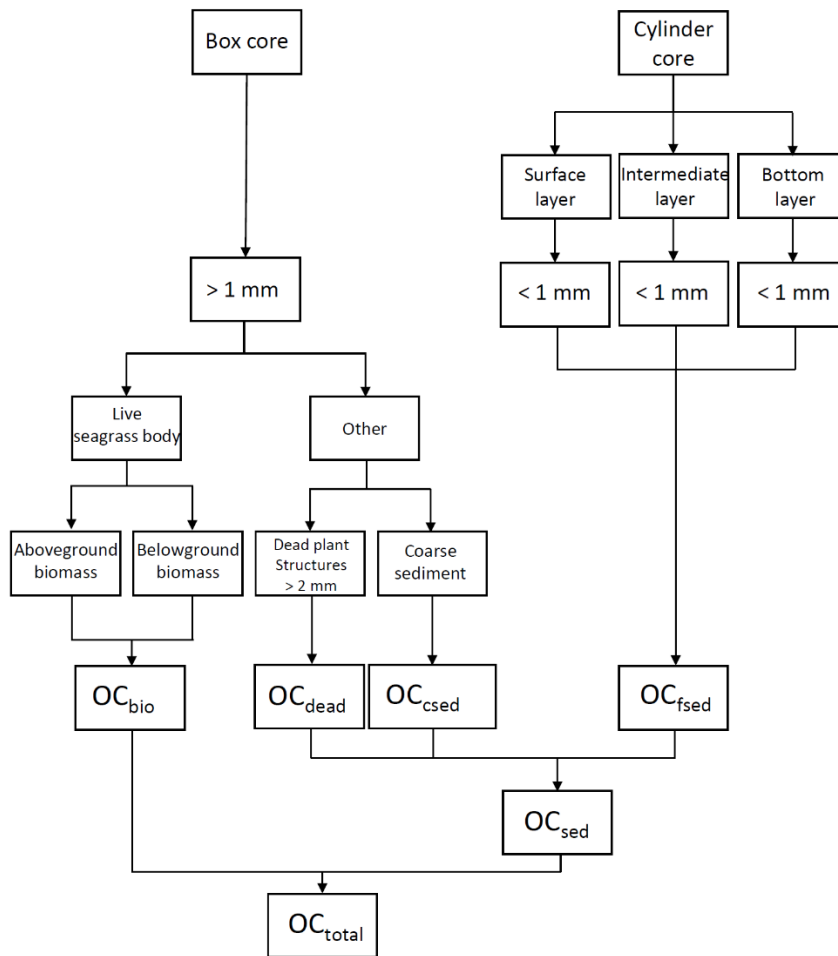 Box core
Cylinder
core
Surface
layer
Intermediate
layer
Bottom
layer
> 1 mm
< 1 mm
< 1 mm
< 1 mm
Live
seagrass body
Other
Aboveground
biomass
Belowground
biomass
Dead plant
Structures
> 2 mm
Coarse
sediment
OCbio
OCdead
OCcsed
OCfsed
OCsed
OCtotal